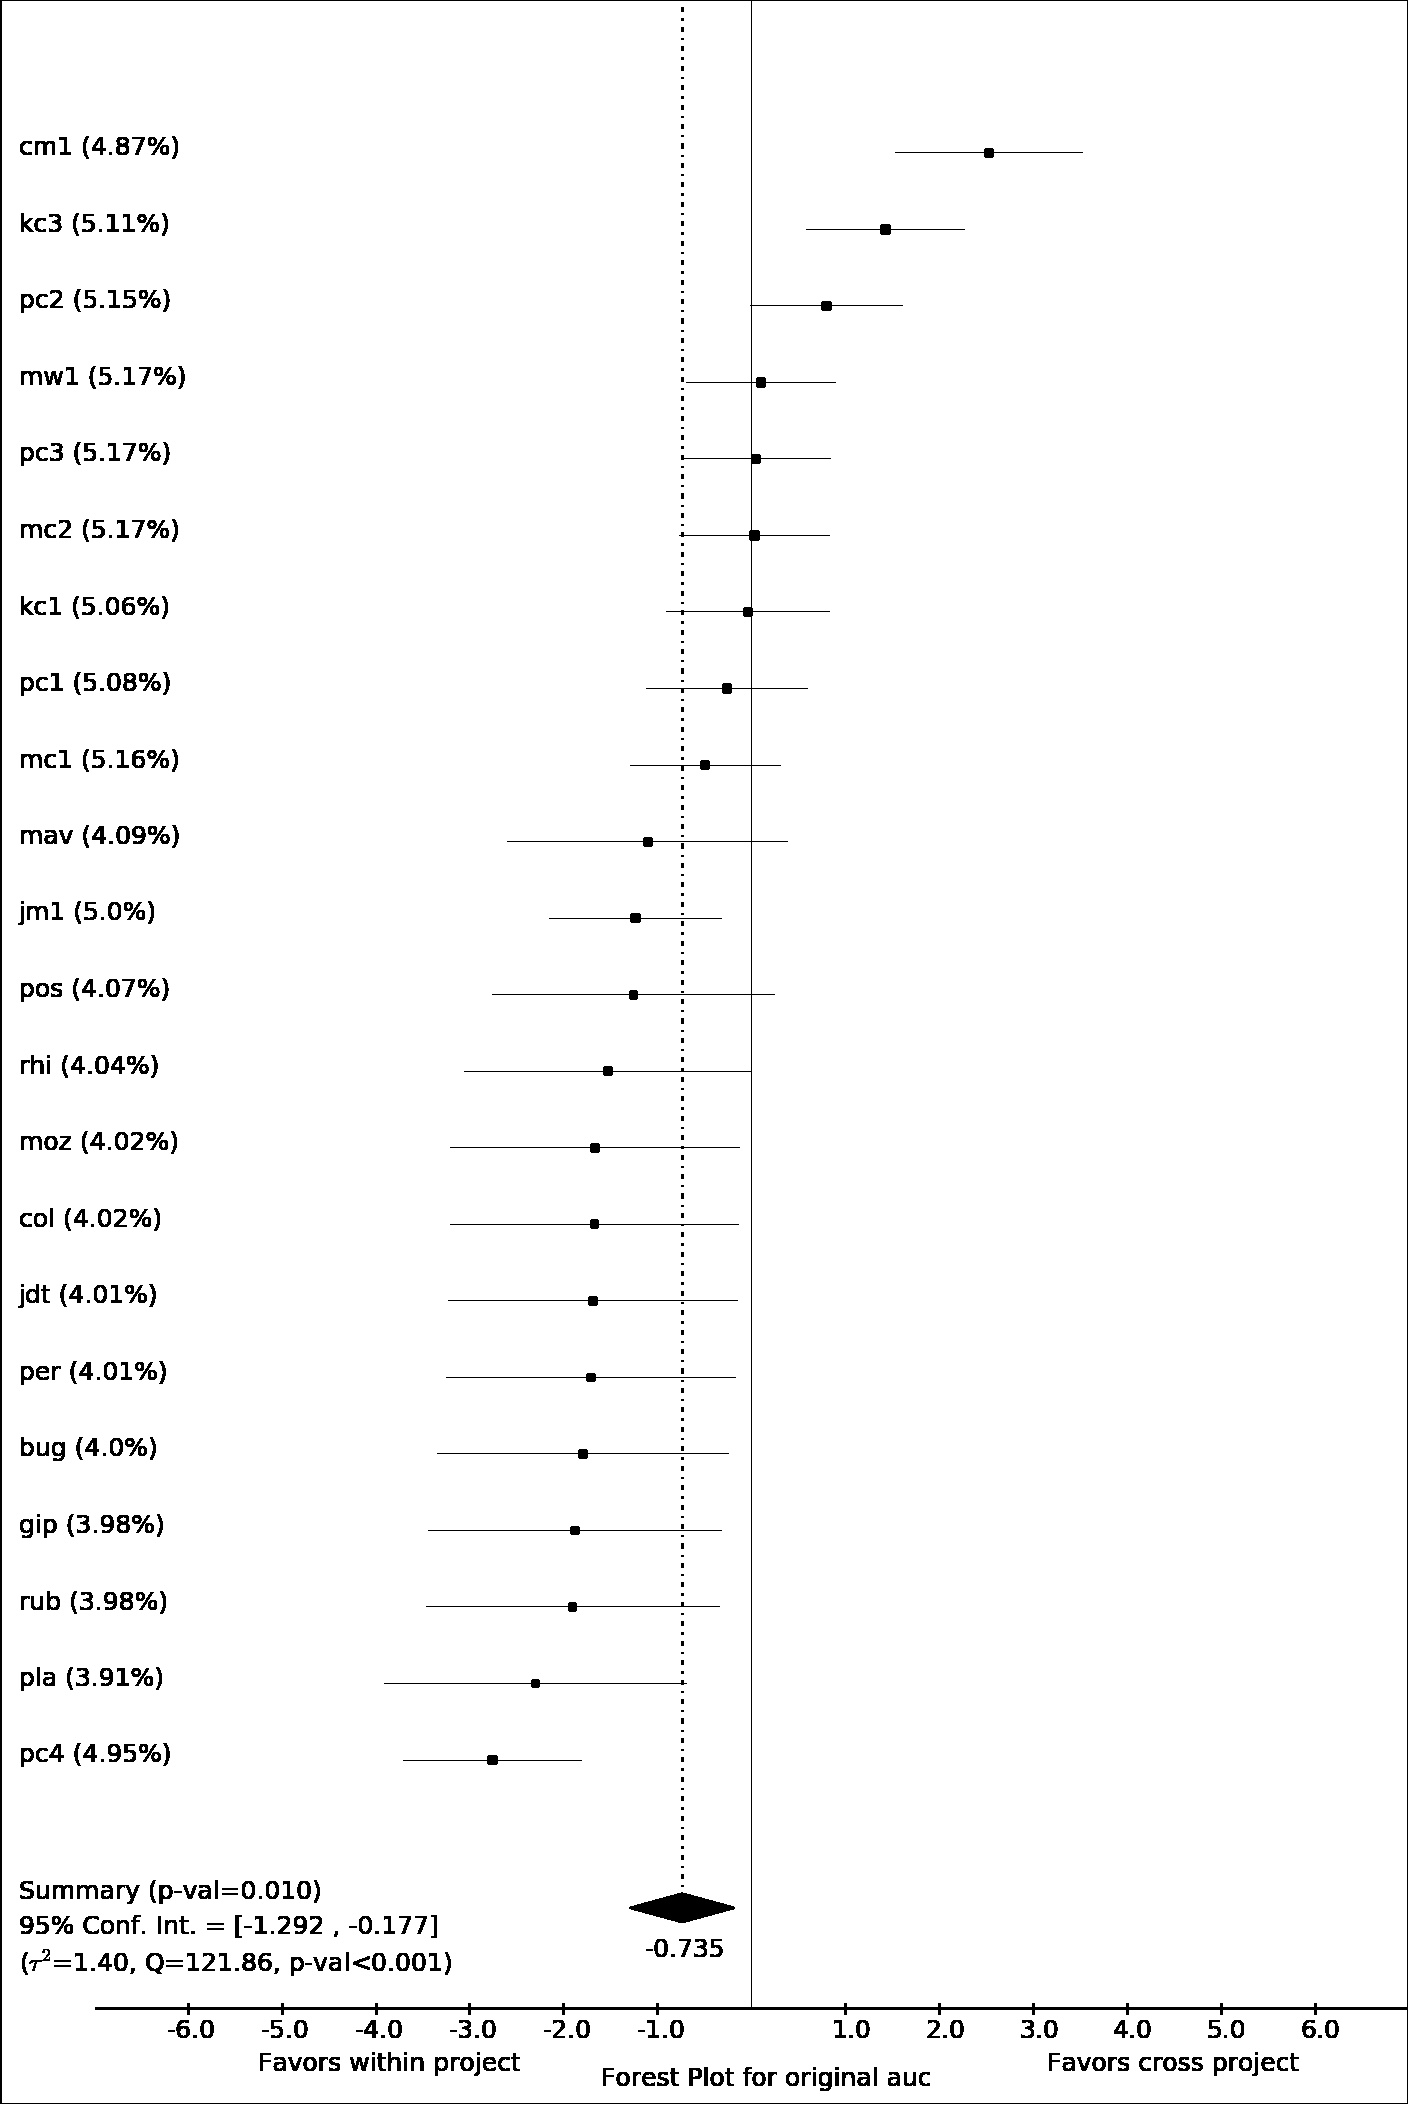 cm1 (4.87%)
kc3 (5.11%)
pc2 (5.15%)
mw1 (5.17%)
pc3 (5.17%)
mc2 (5.17%)
kc1 (5.06%)
pc1 (5.08%)
mc1 (5.16%)
mav (4.09%)
jm1 (5.0%)
pos (4.07%)
rhi (4.04%)
moz (4.02%)
col (4.02%)
jdt (4.01%)
per (4.01%)
bug (4.0%)
gip (3.98%)
rub (3.98%)
pla (3.91%)
pc4 (4.95%)
Summary (p-val=0.010)
95% Conf. Int. = [-1.292 , -0.177]
(τ²=1.40, Q=121.86, p-val<0.001)
-0.735
-6.0 -5.0 -4.0 -3.0 -2.0 -1.0 1.0 2.0 3.0 4.0 5.0 6.0
Favors within project
Forest Plot for original auc
Favors cross project